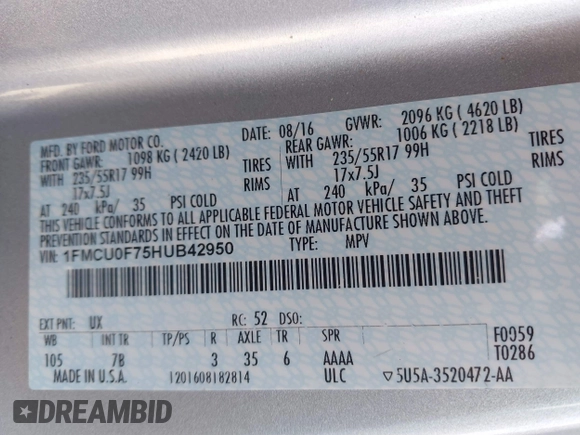 MFD. BY FORD MOTOR CO.
DATE: 08/16 GVWR: 2096 KG ( 4620 LB)
FRONT GAWR: 1098 KG ( 2420 LB) REAR GAWR: 1006 KG ( 2218 LB)
WITH 235/55R17 99H TIRES WITH 235/55R17 99H TIRES
17x7.5J RIMS 17x7.5J RIMS
AT 240 kPa/ 35 PSI COLD AT 240 kPa/ 35 PSI COLD
THIS VEHICLE CONFORMS TO ALL APPLICABLE FEDERAL MOTOR VEHICLE SAFETY AND THEFT
PREVENTION STANDARDS IN EFFECT ON THE DATE OF MANUFACTURE SHOWN ABOVE.
VIN: 1FMCU0F75HUB42950 TYPE: MPV
EXT PNT: UX RC: 52 DSO:
WB INT TR TP/PS R AXLE TR SPR F0059
105 7B 3 35 6 AAAA T0286
MADE IN U.S.A. 1201608182814 ULC ▽5U5A-3520472-AA
DREAMBID